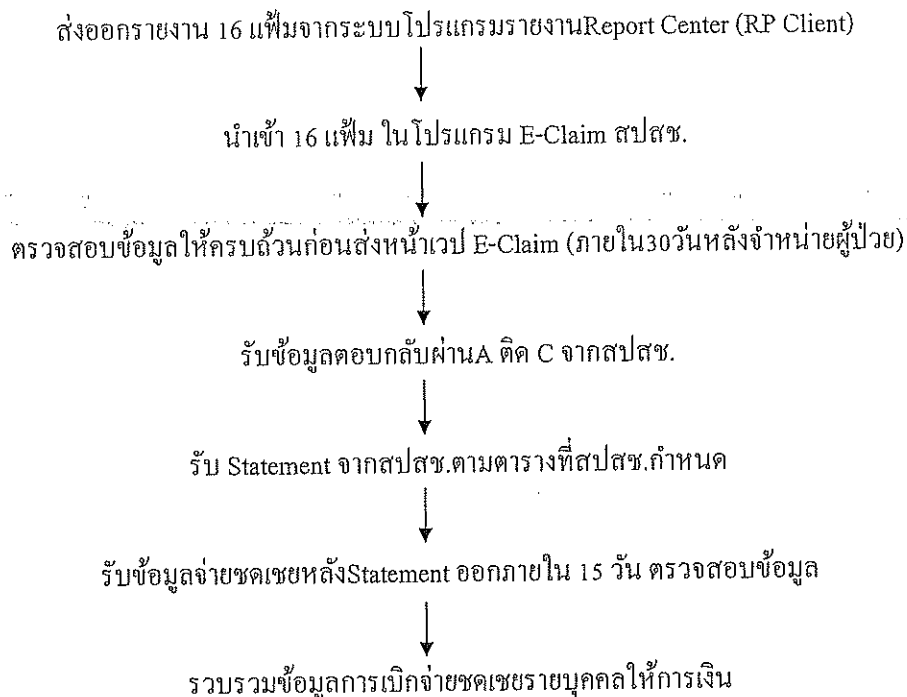 ส่งออกรายงาน 16 แฟ้มจากระบบโปรแกรมรายงานReport Center (RP Client)
นำเข้า 16 แฟ้ม ในโปรแกรม E-Claim สปสช.
ตรวจสอบข้อมูลให้ครบถ้วนก่อนส่งหน้าเวป E-Claim (ภายใน30วันหลังจำหน่ายผู้ป่วย)
รับข้อมูลตอบกลับผ่านA ติด C จากสปสช.
รับ Statement จากสปสช.ตามตารางที่สปสช.กำหนด
รับข้อมูลจ่ายชดเชยหลังStatement ออกภายใน 15 วัน ตรวจสอบข้อมูล
รวบรวมข้อมูลการเบิกจ่ายชดเชยรายบุคคลให้การเงิน